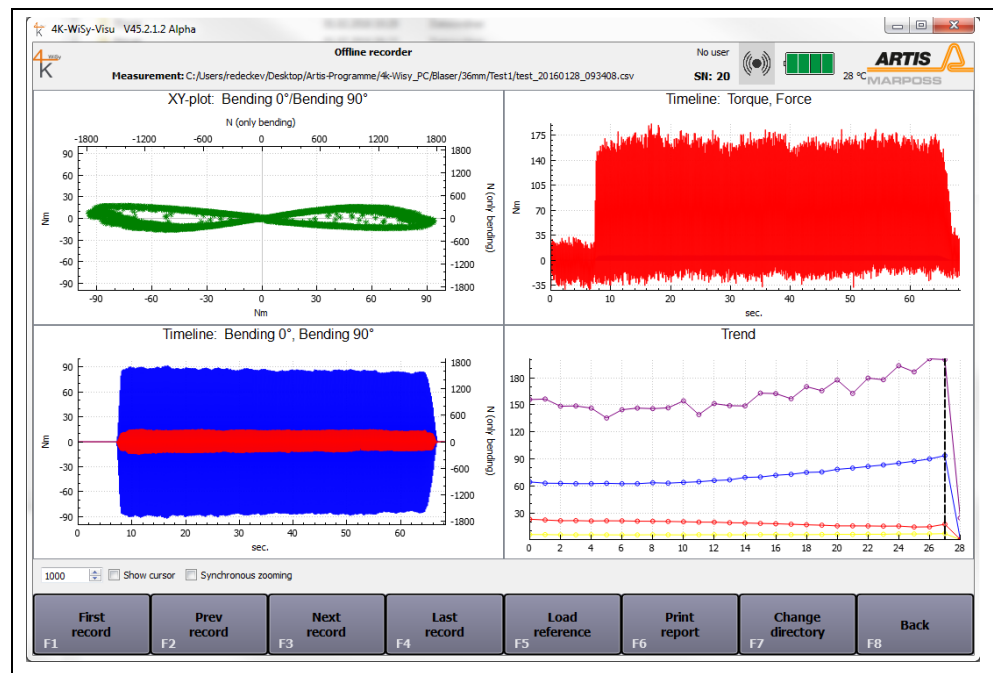 4K-WiSy-Visu V45.2.1.2 Alpha
4 WiSy K
Offline recorder
Measurement: C:/Users/redeckev/Desktop/Artis-Programme/4k-Wisy_PC/Blaser/36mm/Test1/test_20160128_093408.csv
No user
SN: 20
28 °C
ARTIS
MARPOSS
XY-plot: Bending 0°/Bending 90°
N (only bending)
-1800 -1200 -600 0 600 1200 1800
90
60
30
0
-30
-60
-90
Nm
1800
1200
600
0
-600
-1200
-1800
N (only bending)
-90 -60 -30 0 30 60 90
Nm
Timeline: Torque, Force
175
140
105
70
35
0
-35
Nm
0 10 20 30 40 50 60
sec.
Timeline: Bending 0°, Bending 90°
90
60
30
0
-30
-60
-90
Nm
1800
1200
600
0
-600
-1200
-1800
N (only bending)
0 10 20 30 40 50 60
sec.
Trend
180
150
120
90
60
30
0 2 4 6 8 10 12 14 16 18 20 22 24 26 28
1000 Show cursor Synchronous zooming
First record
F1
Prev record
F2
Next record
F3
Last record
F4
Load reference
F5
Print report
F6
Change directory
F7
Back
F8